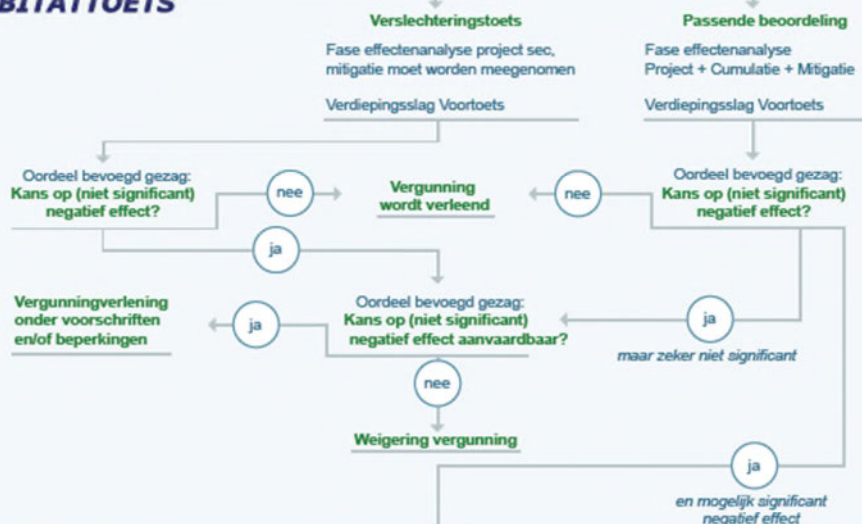 BITATTOETS
Verslechteringstoets
Fase effectenanalyse project sec,
mitigatie moet worden meegenomen
Verdiepingsslag Voortoets
Passende beoordeling
Fase effectenanalyse
Project + Cumulatie + Mitigatie
Verdiepingsslag Voortoets
Oordeel bevoegd gezag:
Kans op (niet significant)
negatief effect?
nee
Vergunning
wordt verleend
nee
Oordeel bevoegd gezag:
Kans op (niet significant)
negatief effect?
ja
Vergunningverlening
onder voorschriften
en/of beperkingen
ja
Oordeel bevoegd gezag:
Kans op (niet significant)
negatief effect aanvaardbaar?
ja
maar zeker niet significant
nee
Weigering vergunning
ja
en mogelijk significant
negatief effect